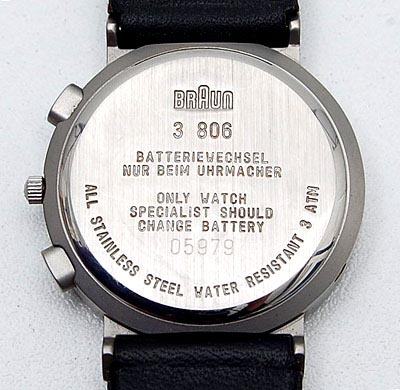 BRAUN
3 806
BATTERIEWECHSEL
NUR BEIM UHRMACHER
ONLY WATCH
SPECIALIST SHOULD
CHANGE BATTERY
05979
ALL STAINLESS STEEL WATER RESISTANT 3 ATM